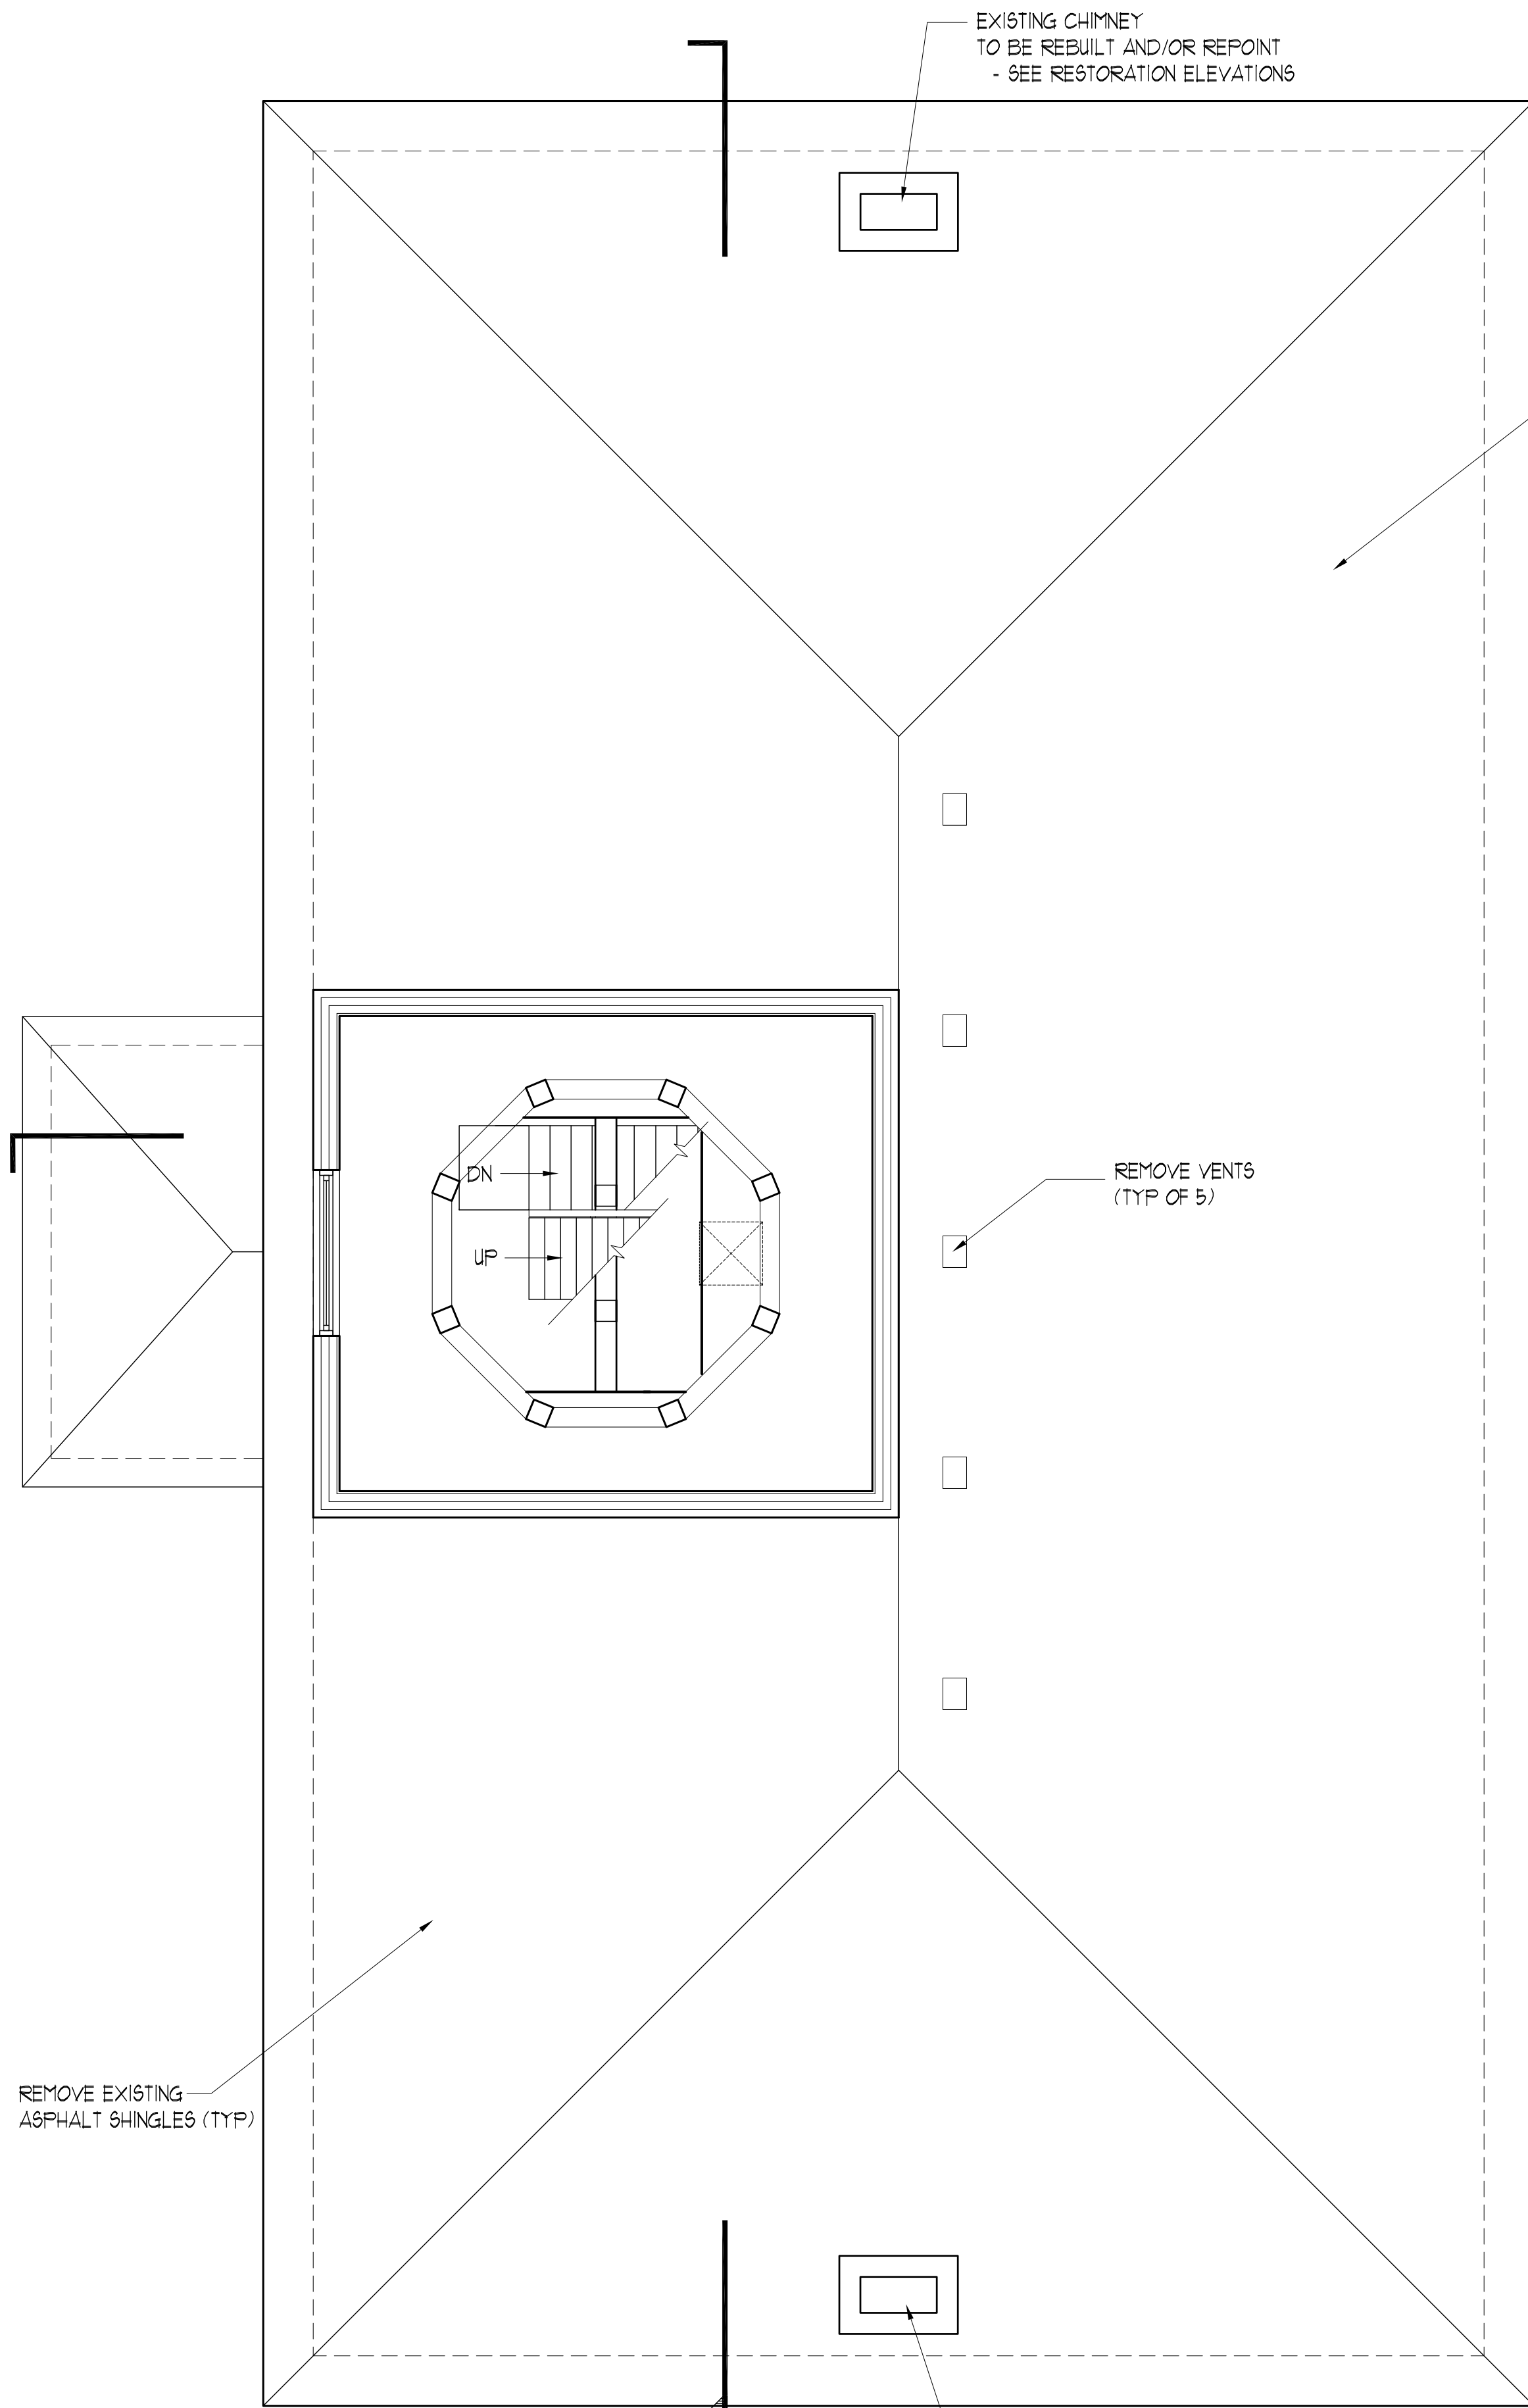 EXISTING CHIMNEY
TO BE REBUILT AND/OR REPOINT
- SEE RESTORATION ELEVATIONS
DN
UP
REMOVE VENTS
(TYP OF 5)
REMOVE EXISTING
ASPHALT SHINGLES (TYP)